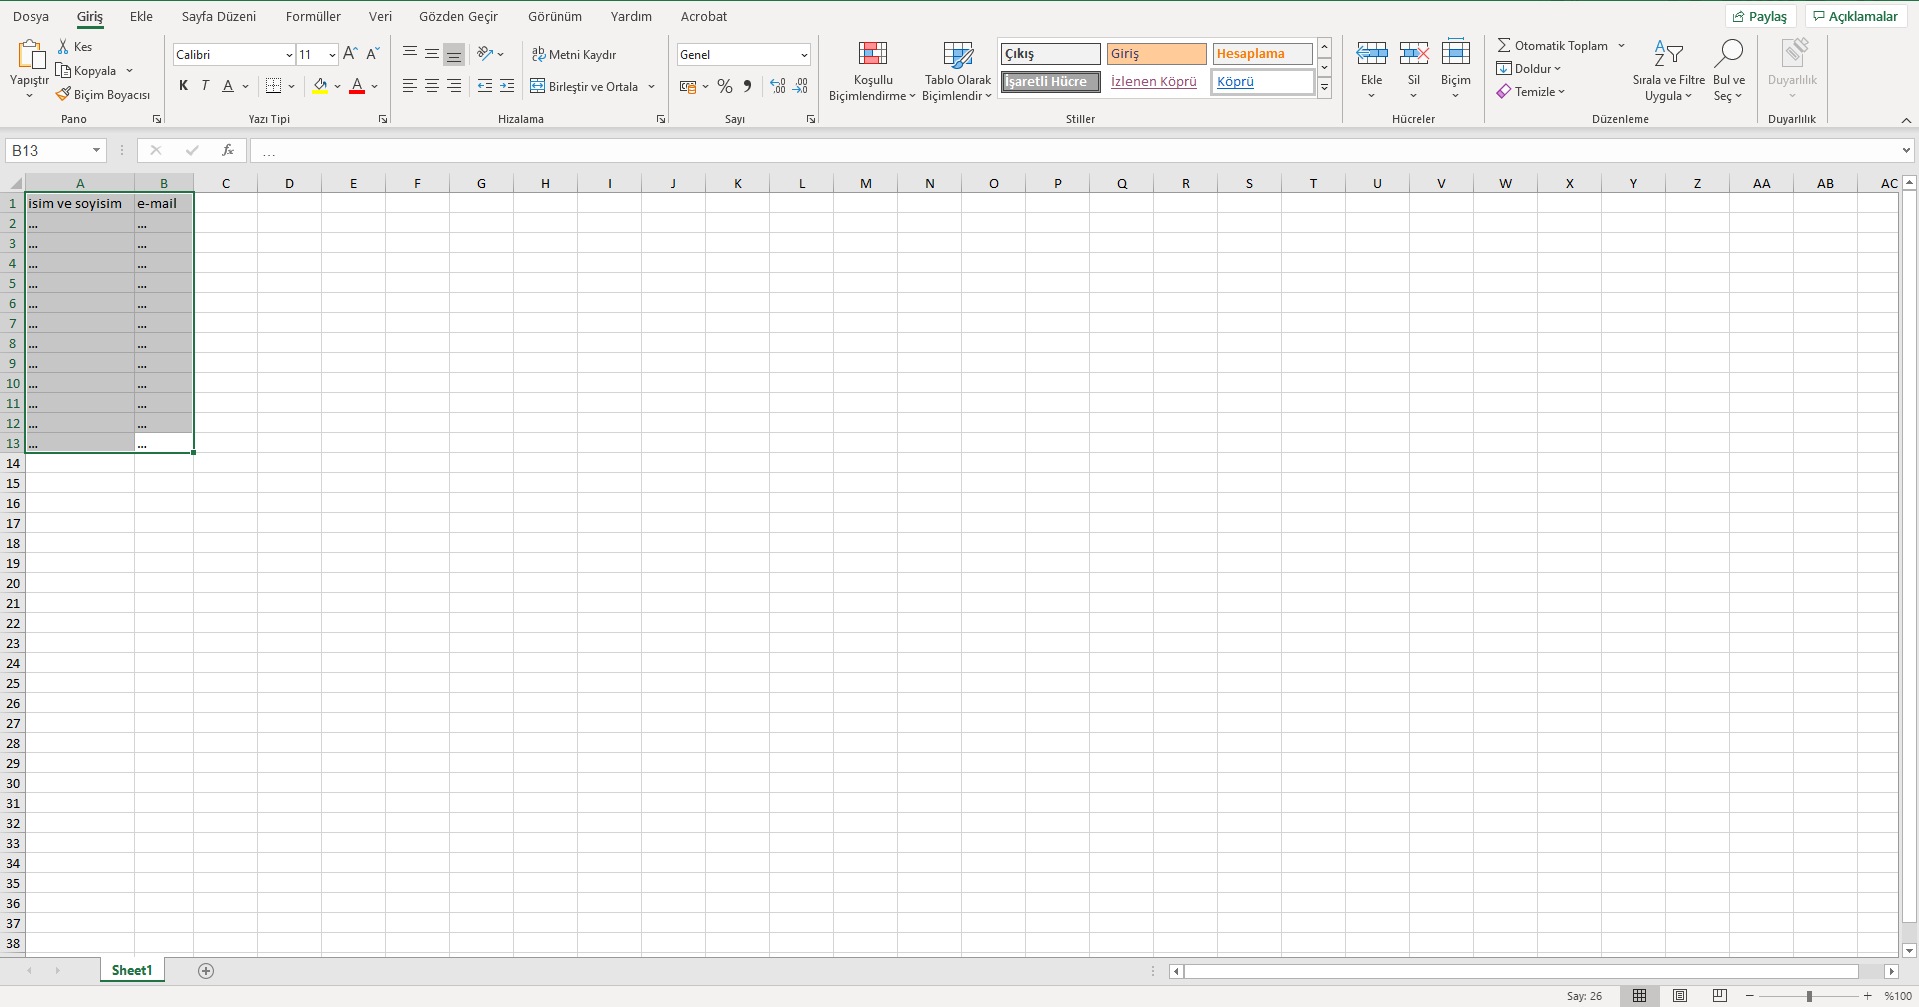 Dosya Giriş Ekle Sayfa Düzeni Formüller Veri Gözden Geçir Görünüm Yardım Acrobat Paylaş Açıklamalar
Yapıştır
Kes
Kopyala
Biçim Boyacısı
Pano
Calibri 11
K T A
Yazı Tipi
Metni Kaydır
Birleştir ve Ortala
Hizalama
Genel
%
Sayı
Koşullu
Biçimlendirme
Tablo Olarak
Biçimlendir
Çıkış Giriş Hesaplama
İşaretli Hücre İzlenen Köprü Köprü
Stiller
Ekle Sil Biçim
Hücreler
Otomatik Toplam
Doldur
Temizle
Sırala ve Filtre
Uygula
Bul ve
Seç
Düzenleme
Duyarlılık
Duyarlılık
B13 fx ...
A B C D E F G H I J K L M N O P Q R S T U V W X Y Z AA AB AC
1 isim ve soyisim e-mail
2 ... ...
3 ... ...
4 ... ...
5 ... ...
6 ... ...
7 ... ...
8 ... ...
9 ... ...
10 ... ...
11 ... ...
12 ... ...
13 ... ...
14
15
16
17
18
19
20
21
22
23
24
25
26
27
28
29
30
31
32
33
34
35
36
37
38
Sheet1
Say: 26 %100